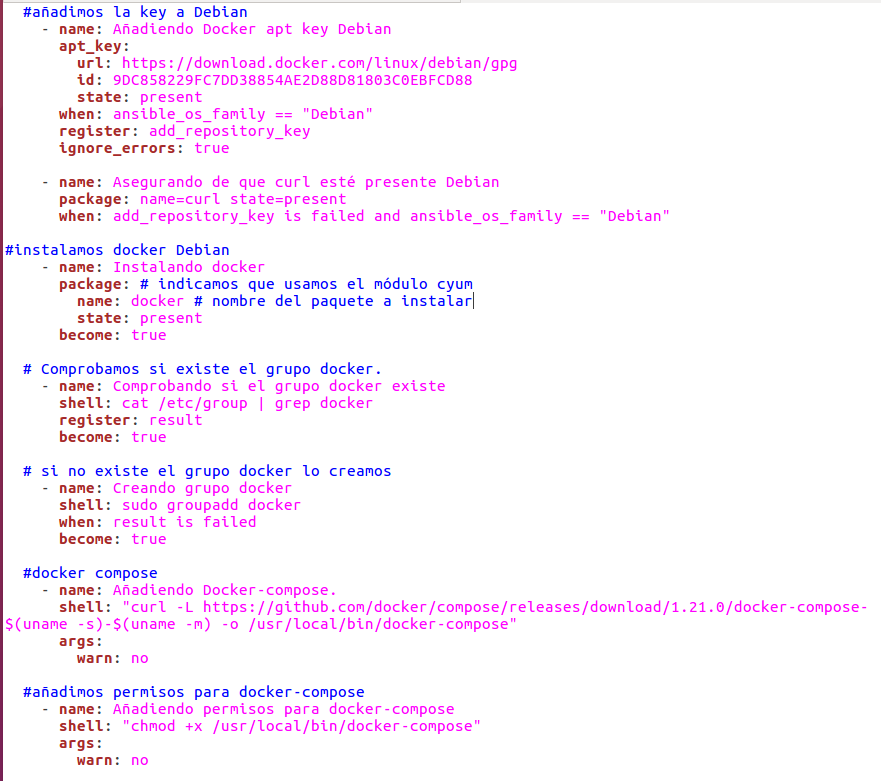 #añadimos la key a Debian
- name: Añadiendo Docker apt key Debian
apt_key:
url: https://download.docker.com/linux/debian/gpg
id: 9DC858229FC7DD38854AE2D88D81803C0EBFCD88
state: present
when: ansible_os_family == "Debian"
register: add_repository_key
ignore_errors: true
- name: Asegurando de que curl esté presente Debian
package: name=curl state=present
when: add_repository_key is failed and ansible_os_family == "Debian"
#instalamos docker Debian
- name: Instalando docker
package: # indicamos que usamos el módulo cyum
name: docker # nombre del paquete a instalar
state: present
become: true
# Comprobamos si existe el grupo docker.
- name: Comprobando si el grupo docker existe
shell: cat /etc/group | grep docker
register: result
become: true
# si no existe el grupo docker lo creamos
- name: Creando grupo docker
shell: sudo groupadd docker
when: result is failed
become: true
#docker compose
- name: Añadiendo Docker-compose.
shell: "curl -L https://github.com/docker/compose/releases/download/1.21.0/docker-compose-
$(uname -s)-$(uname -m) -o /usr/local/bin/docker-compose"
args:
warn: no
#añadimos permisos para docker-compose
- name: Añadiendo permisos para docker-compose
shell: "chmod +x /usr/local/bin/docker-compose"
args:
warn: no